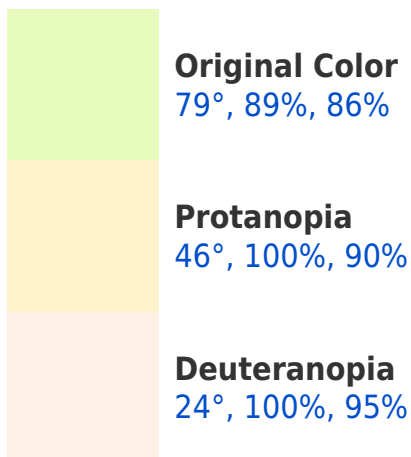 Original Color
79°, 89%, 86%
Protanopia
46°, 100%, 90%
Deuteranopia
24°, 100%, 95%